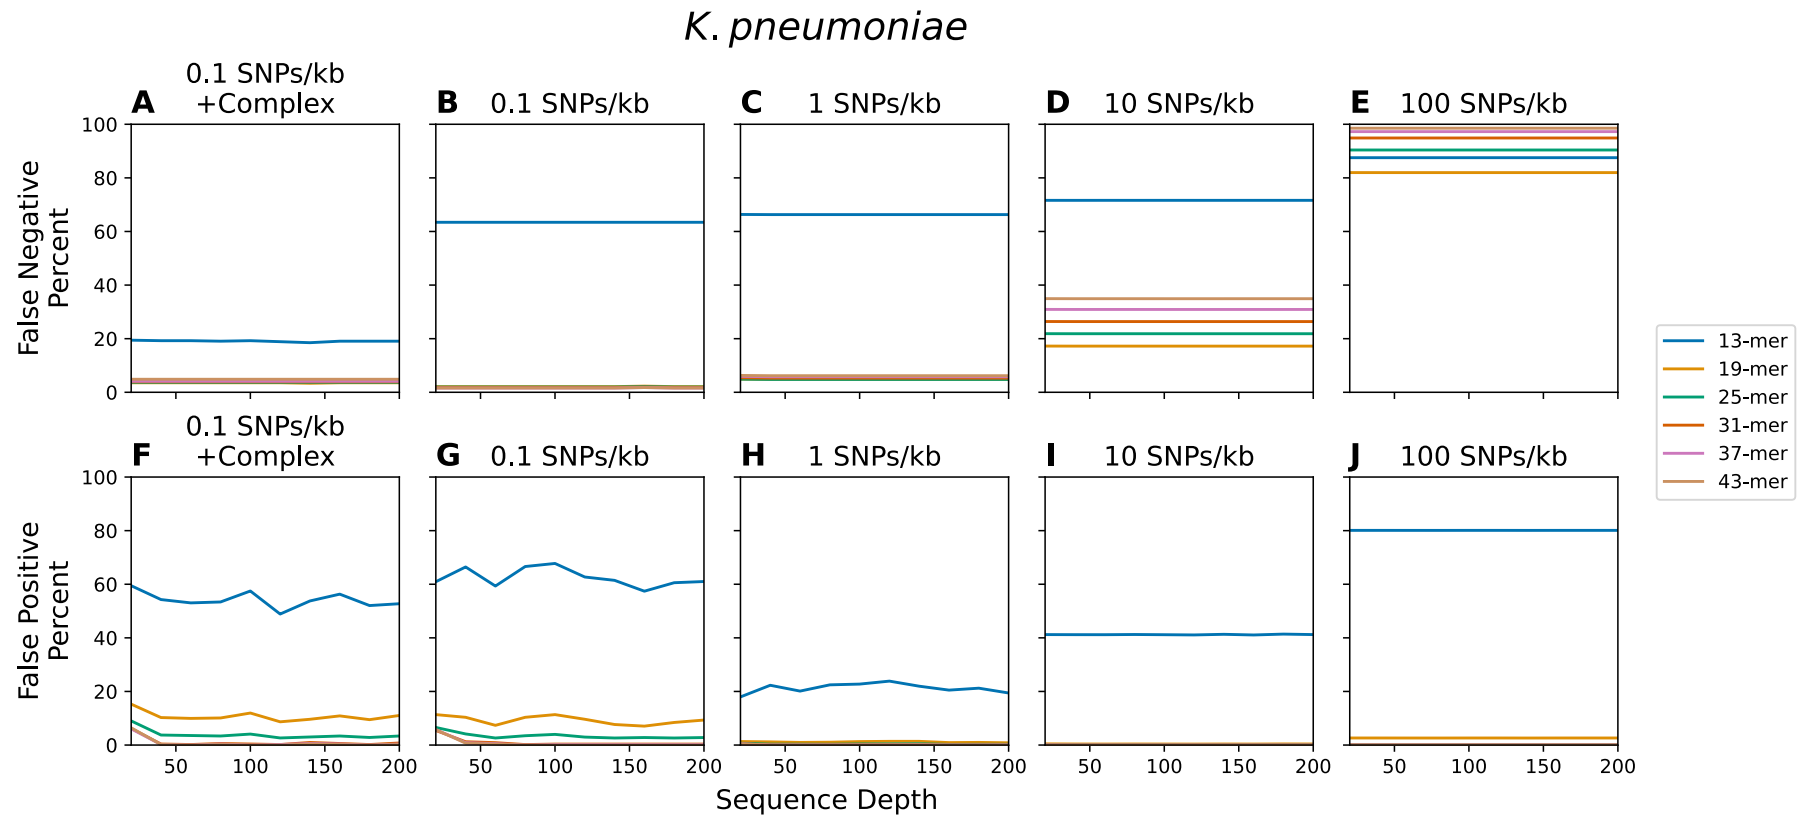 K. pneumoniae
A
0.1 SNPs/kb
+Complex
B
0.1 SNPs/kb
C
1 SNPs/kb
D
10 SNPs/kb
E
100 SNPs/kb
False Negative
Percent
100
80
60
40
20
0
F
0.1 SNPs/kb
+Complex
G
0.1 SNPs/kb
H
1 SNPs/kb
I
10 SNPs/kb
J
100 SNPs/kb
False Positive
Percent
100
80
60
40
20
0
50 100 150 200
50 100 150 200
50 100 150 200
50 100 150 200
50 100 150 200
Sequence Depth
13-mer
19-mer
25-mer
31-mer
37-mer
43-mer